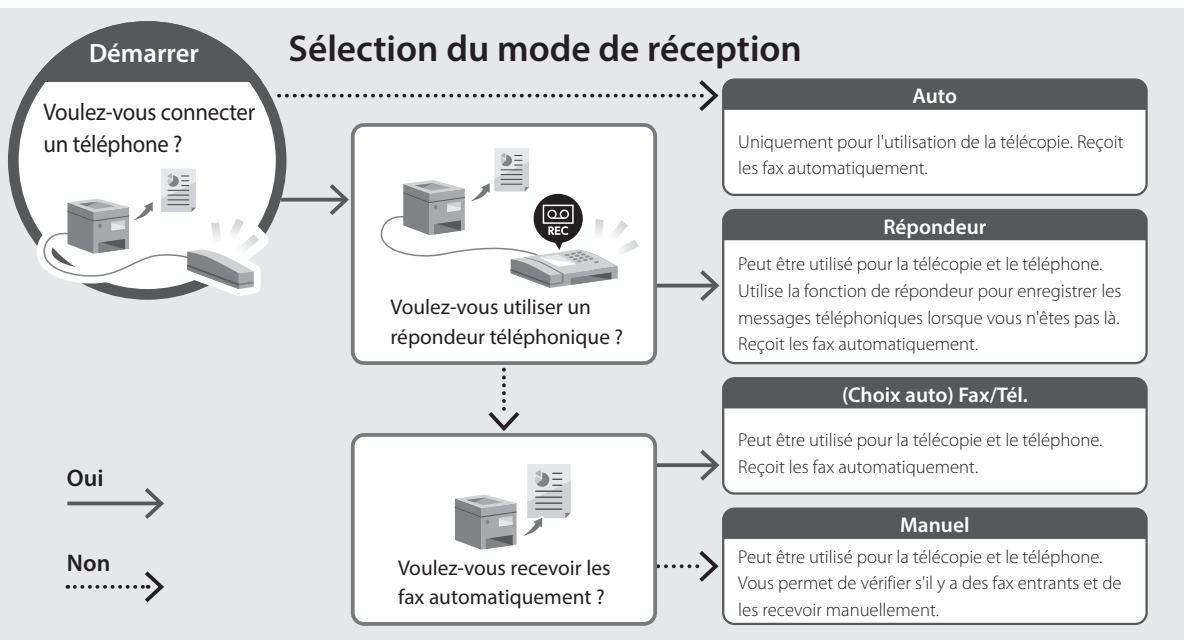 Démarrer
Sélection du mode de réception
Voulez-vous connecter
un téléphone ?
Auto
Uniquement pour l'utilisation de la télécopie. Reçoit
les fax automatiquement.
REC
Voulez-vous utiliser un
répondeur téléphonique ?
Répondeur
Peut être utilisé pour la télécopie et le téléphone.
Utilise la fonction de répondeur pour enregistrer les
messages téléphoniques lorsque vous n'êtes pas là.
Reçoit les fax automatiquement.
(Choix auto) Fax/Tél.
Peut être utilisé pour la télécopie et le téléphone.
Reçoit les fax automatiquement.
Oui
Non
Voulez-vous recevoir les
fax automatiquement ?
Manuel
Peut être utilisé pour la télécopie et le téléphone.
Vous permet de vérifier s'il y a des fax entrants et de
les recevoir manuellement.